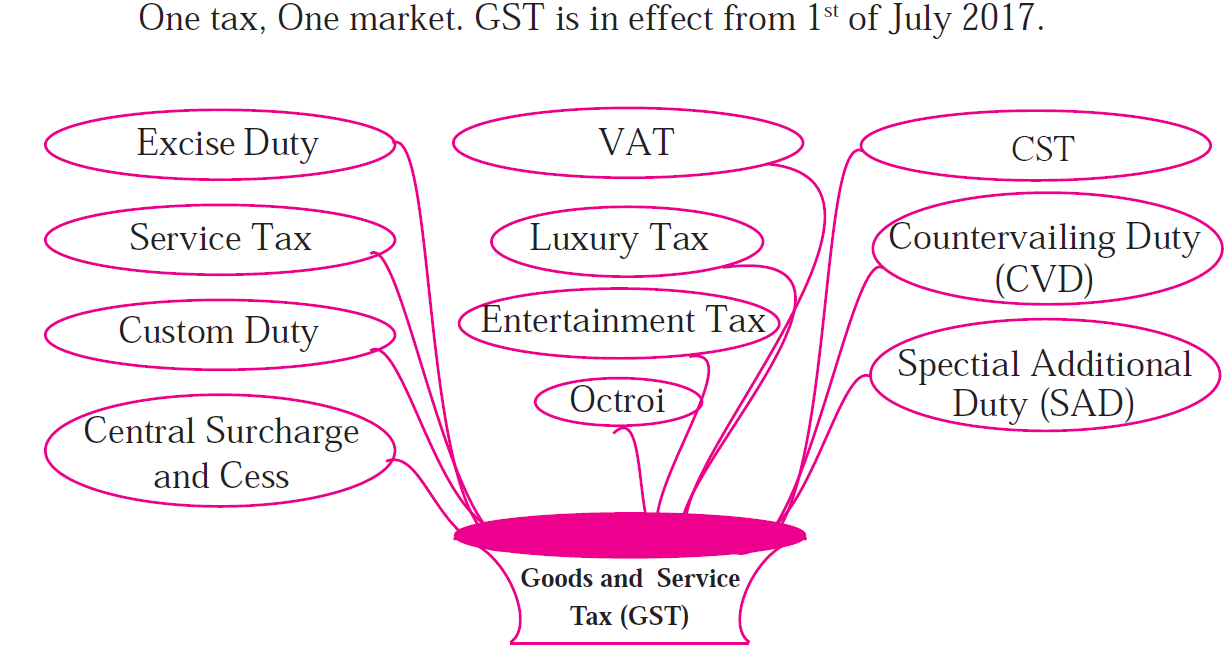 One tax, One market. GST is in effect from 1st of July 2017.
Excise Duty
Service Tax
Custom Duty
Central Surcharge
and Cess
VAT
Luxury Tax
Entertainment Tax
Octroi
CST
Countervailing Duty
(CVD)
Spectial Additional
Duty (SAD)
Goods and Service
Tax (GST)